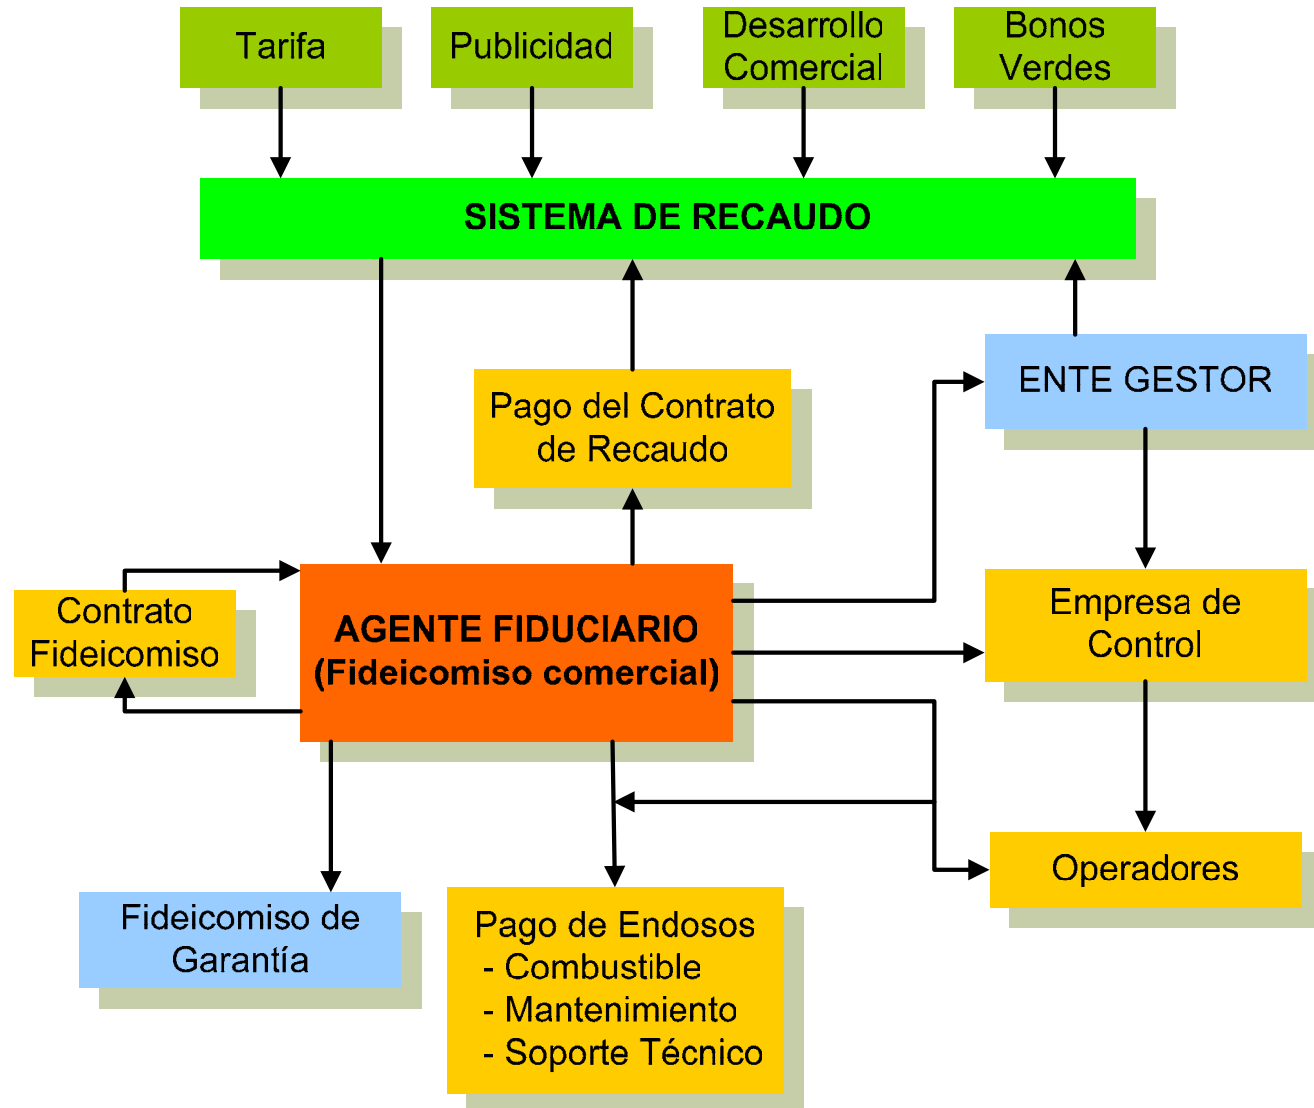 Tarifa
Publicidad
Desarrollo
Comercial
Bonos
Verdes
SISTEMA DE RECAUDO
Pago del Contrato
de Recaudo
ENTE GESTOR
Contrato
Fideicomiso
AGENTE FIDUCIARIO
(Fideicomiso comercial)
Empresa de
Control
Operadores
Fideicomiso de
Garantía
Pago de Endosos
- Combustible
- Mantenimiento
- Soporte Técnico